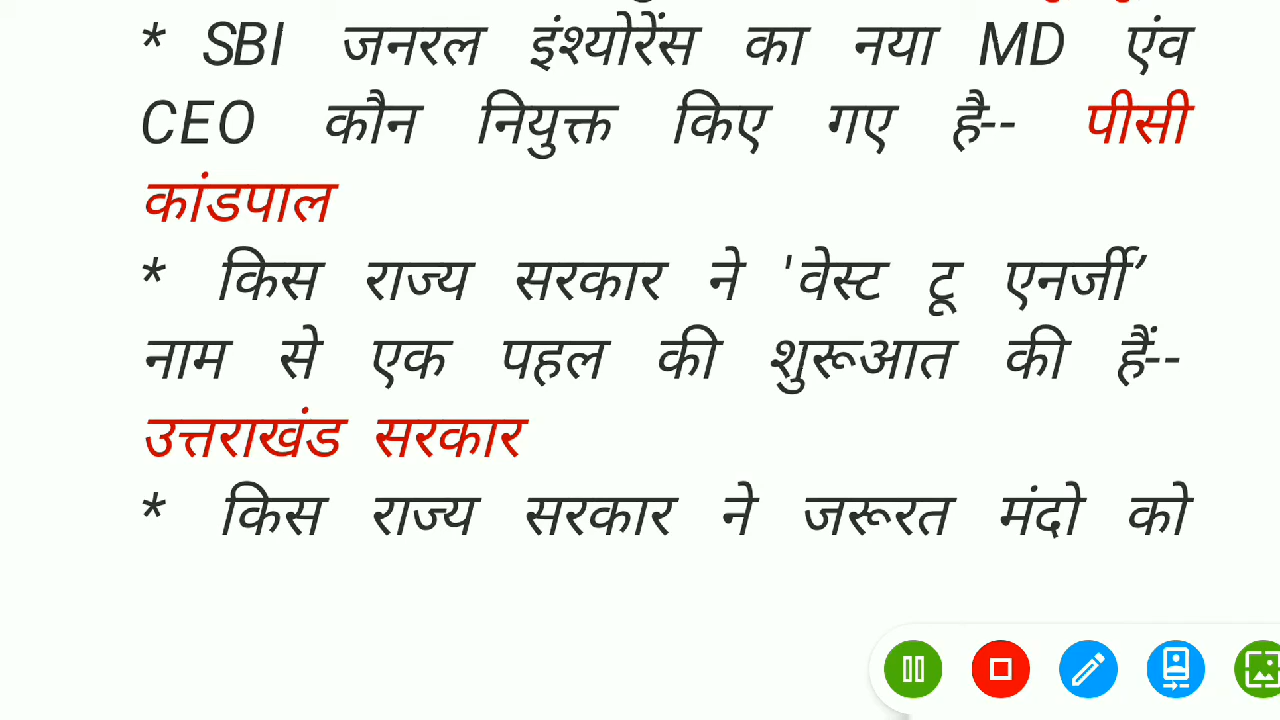 * SBI जनरल इंश्योरेंस का नया MD एंव
CEO कौन नियुक्त किए गए है-- पीसी
कांडपाल
* किस राज्य सरकार ने 'वेस्ट टू एनर्जी’
नाम से एक पहल की शुरूआत की हैं--
उत्तराखंड सरकार
* किस राज्य सरकार ने जरूरत मंदो को